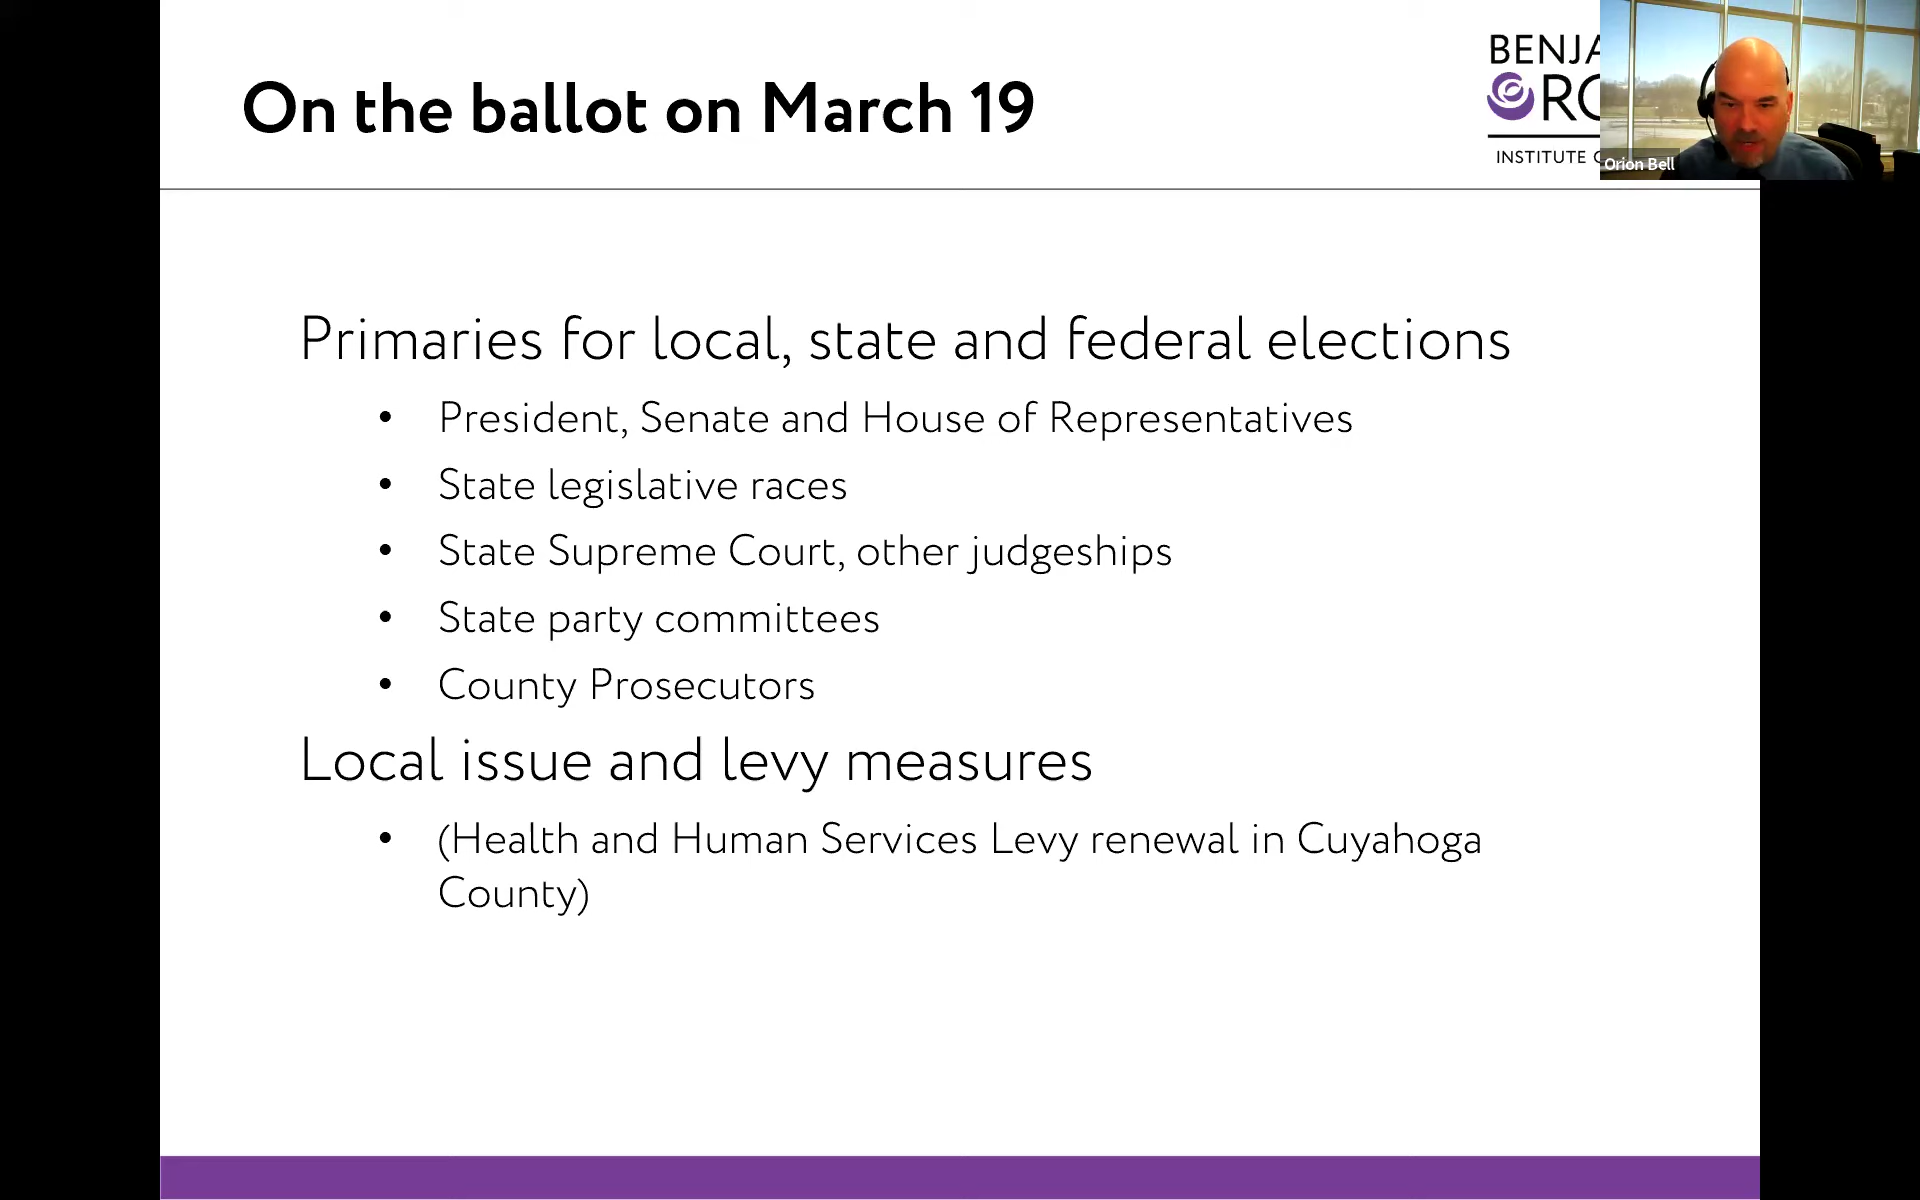 On the ballot on March 19
INSTITUTE
Orion Bell
Primaries for local, state and federal elections
• President, Senate and House of Representatives
• State legislative races
• State Supreme Court, other judgeships
• State party committees
• County Prosecutors
Local issue and levy measures
• (Health and Human Services Levy renewal in Cuyahoga
County)